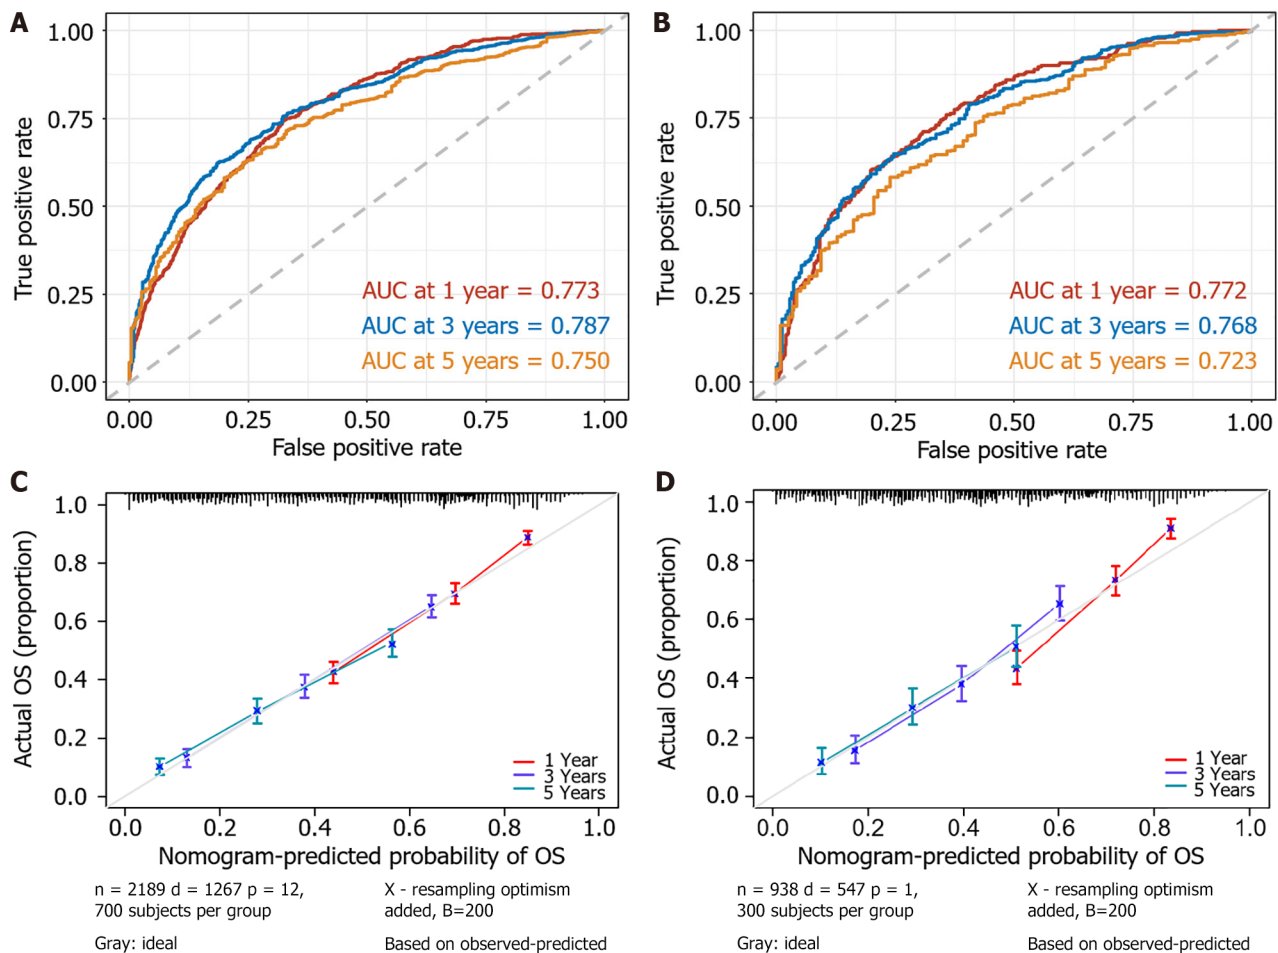 A
1.00
0.75
0.50
0.25
0.00
True positive rate
AUC at 1 year = 0.773
AUC at 3 years = 0.787
AUC at 5 years = 0.750
0.00 0.25 0.50 0.75 1.00
False positive rate
B
1.00
0.75
0.50
0.25
0.00
True positive rate
AUC at 1 year = 0.772
AUC at 3 years = 0.768
AUC at 5 years = 0.723
0.00 0.25 0.50 0.75 1.00
False positive rate
C
1.0
0.8
0.6
0.4
0.2
0.0
Actual OS (proportion)
1 Year
3 Years
5 Years
0.0 0.2 0.4 0.6 0.8 1.0
Nomogram-predicted probability of OS
n = 2189 d = 1267 p = 12,
700 subjects per group
Gray: ideal
X - resampling optimism
added, B=200
Based on observed-predicted
D
1.0
0.8
0.6
0.4
0.2
0.0
Actual OS (proportion)
1 Year
3 Years
5 Years
0.0 0.2 0.4 0.6 0.8 1.0
Nomogram-predicted probability of OS
n = 938 d = 547 p = 1,
300 subjects per group
Gray: ideal
X - resampling optimism
added, B=200
Based on observed-predicted